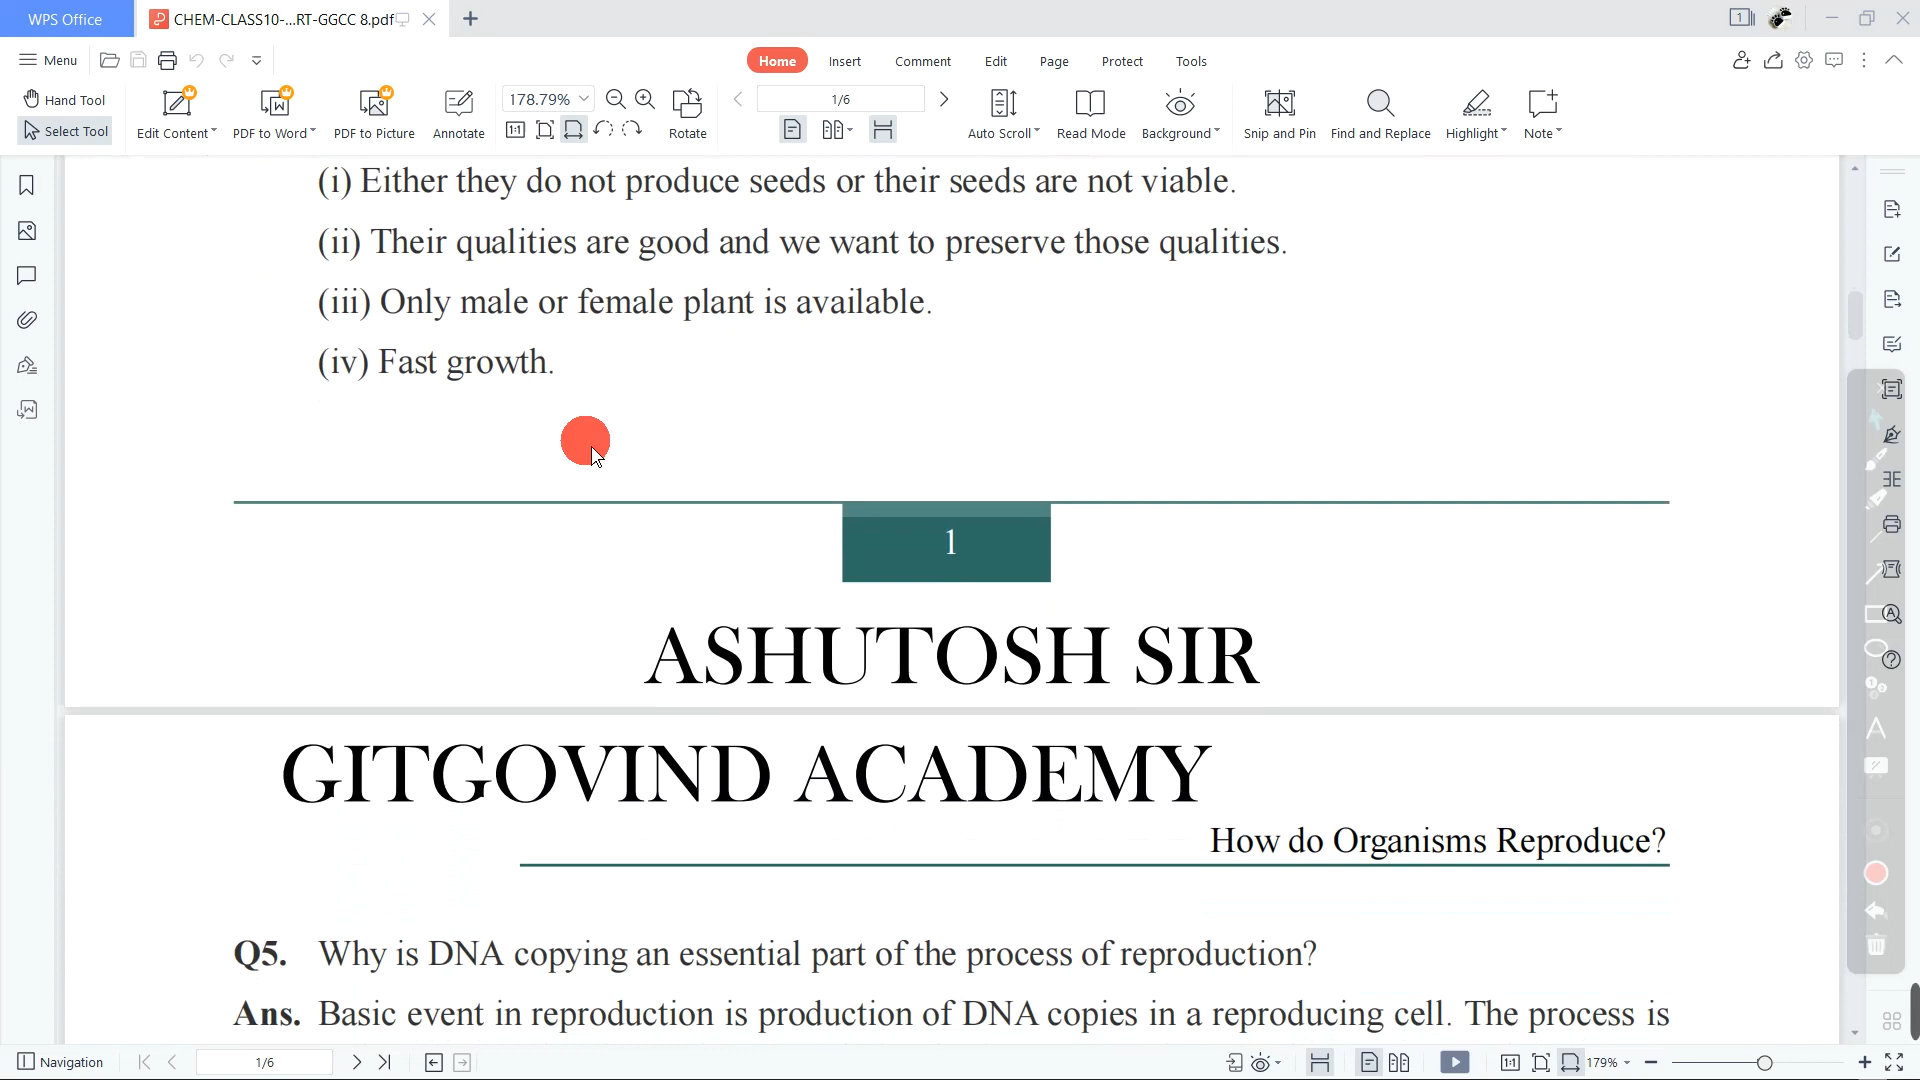 WPS Office
CHEM-CLASS10-...RT-GGCC 8.pdf
1
Menu
Home
Insert
Comment
Edit
Page
Protect
Tools
Hand Tool
Select Tool
Edit Content
PDF to Word
PDF to Picture
Annotate
178.79%
1:1
Rotate
1/6
Auto Scroll
Read Mode
Background
Snip and Pin
Find and Replace
Highlight
Note
(i) Either they do not produce seeds or their seeds are not viable.
(ii) Their qualities are good and we want to preserve those qualities.
(iii) Only male or female plant is available.
(iv) Fast growth.
1
ASHUTOSH SIR
GITGOVIND ACADEMY
How do Organisms Reproduce?
Q5. Why is DNA copying an essential part of the process of reproduction?
Ans. Basic event in reproduction is production of DNA copies in a reproducing cell. The process is
Navigation
1/6
1:1
179%